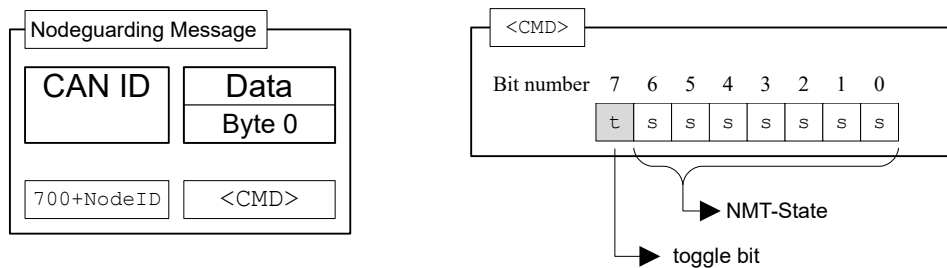 Nodeguarding Message
CAN ID
Data
Byte 0
700+NodeID
<CMD>
<CMD>
Bit number 7 6 5 4 3 2 1 0
t s s s s s s s
NMT-State
toggle bit